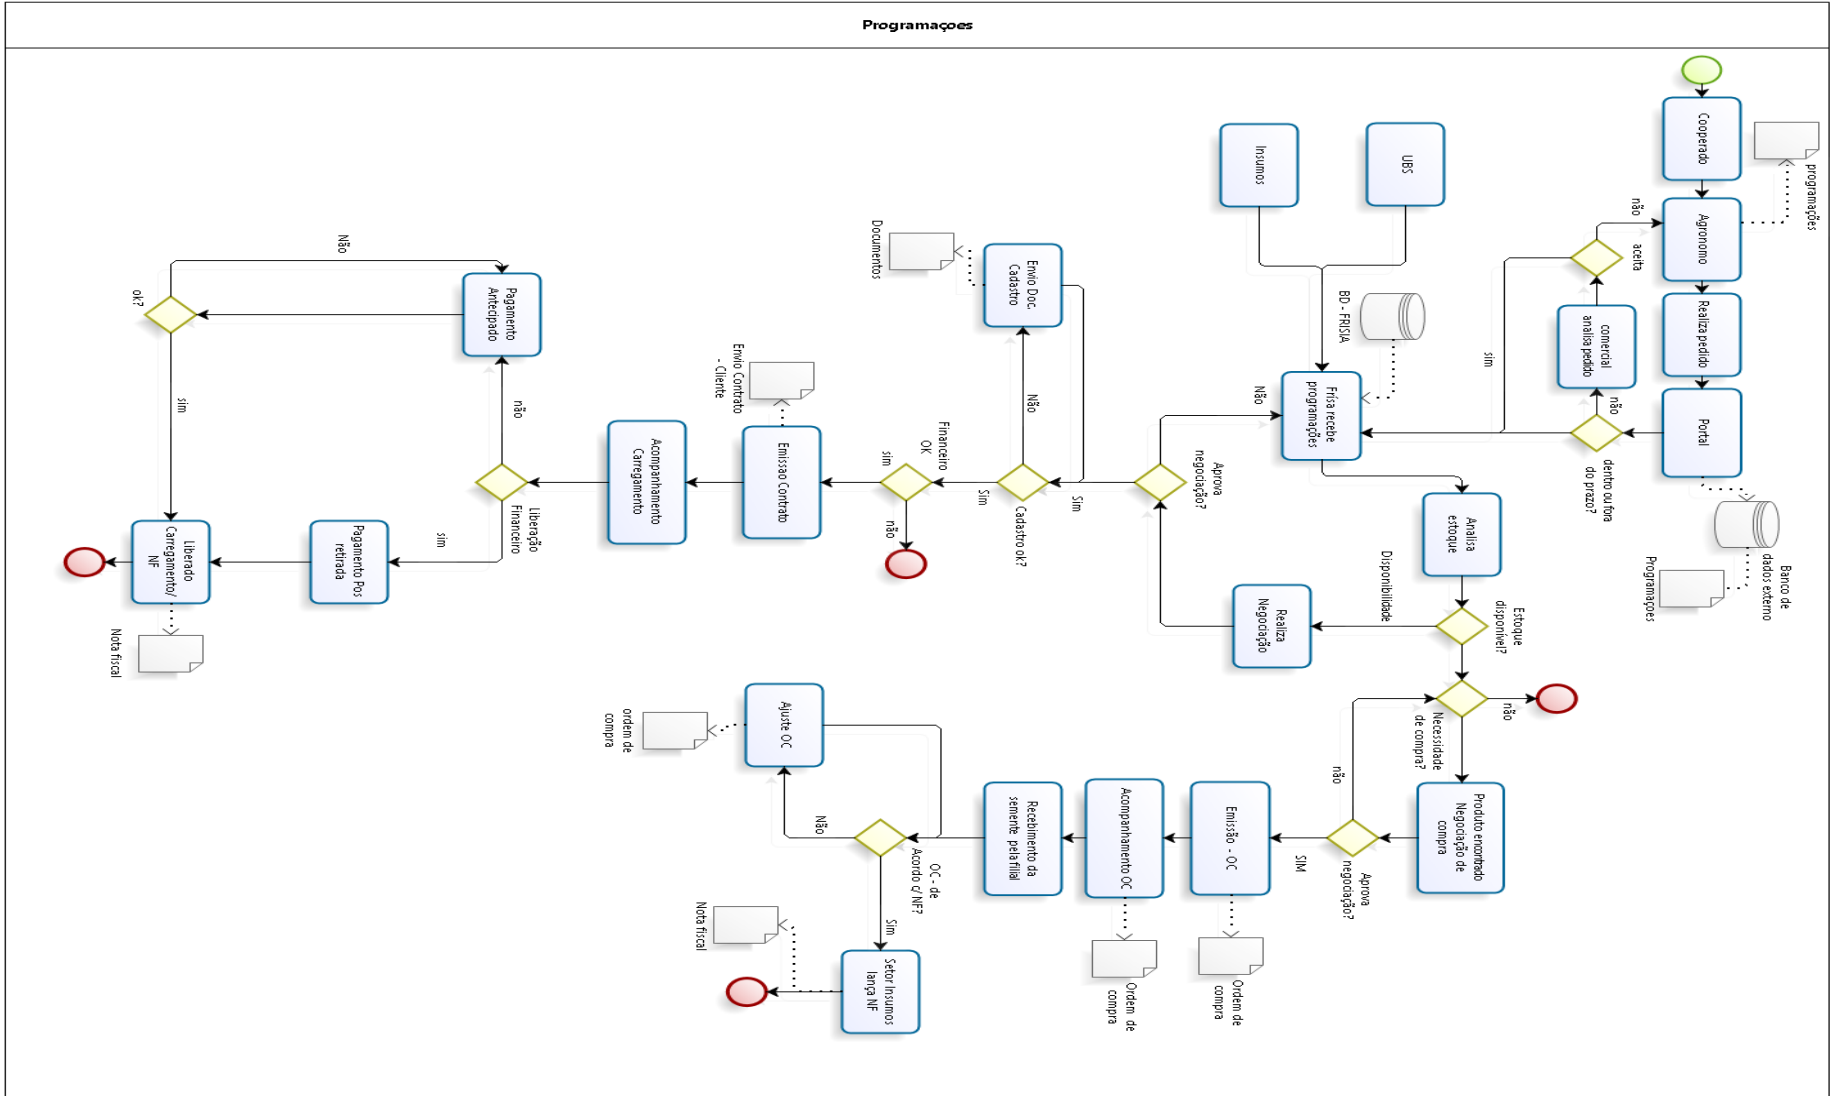 Programaçoes
Cooperado
programações
Agronomo
não
aceita
Realiza pedido
comercial
analisa pedido
sim
não
Portal
dentro ou fora
do prazo?
Banco de
dados externo
Programaçoes
UBS
Insumos
BD - FRISIA
Frísa recebe
programações
Não
Analisa
estoque
Estoque
disponível?
Disponibilidade
Realiza
Negociação
Aprova
negociação?
Sim
Envio Doc.
Cadastro
Documentos
Não
Cadastro ok?
Sim
Financeiro
OK
sim
não
Emissao Contrato
Envio Contrato
- Cliente
Acompanhamento
Carregamento
Liberação
Financeiro
não
sim
Pagamento
Antecipado
Não
ok?
sim
Pagamento Pos
retirada
Liberado
Carregamento/
NF
Nota fiscal
não
Necessidade
de compra?
Produto encontrado
Negociação de
compra
Aprova
negociação?
não
SIM
Emissão - OC
Ordem de
compra
Acompanhamento OC
Ordem de
compra
Recebimento da
semente pela filial
OC - de
Acordo c/ NF?
Não
Ajuste OC
ordem de
compra
Sim
Setor Insumos
lança NF
Nota fiscal